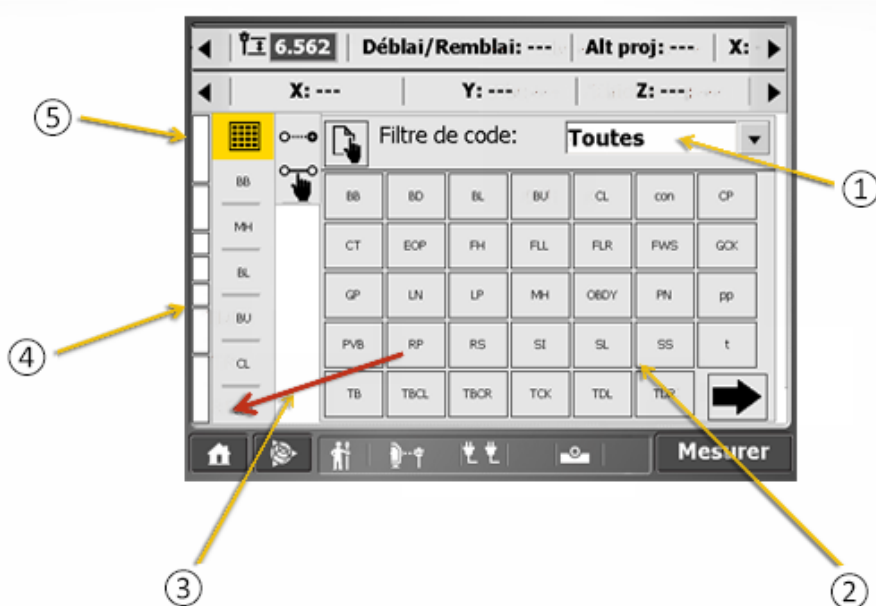 6.562 Déblai/Remblai: --- Alt proj: --- X:
X: --- Y: --- Z: ---
Filtre de code: Toutes
BB
MH
BL
BU
CL
BB BD BL BU CL con CP
CT EOP FH FLL FLR FWS GCK
GP LN LP MH OBDY PN pp
PVB RP RS SI SL SS t
TB TBCL TBCR TCK TDL
Mesurer
1
2
3
4
5